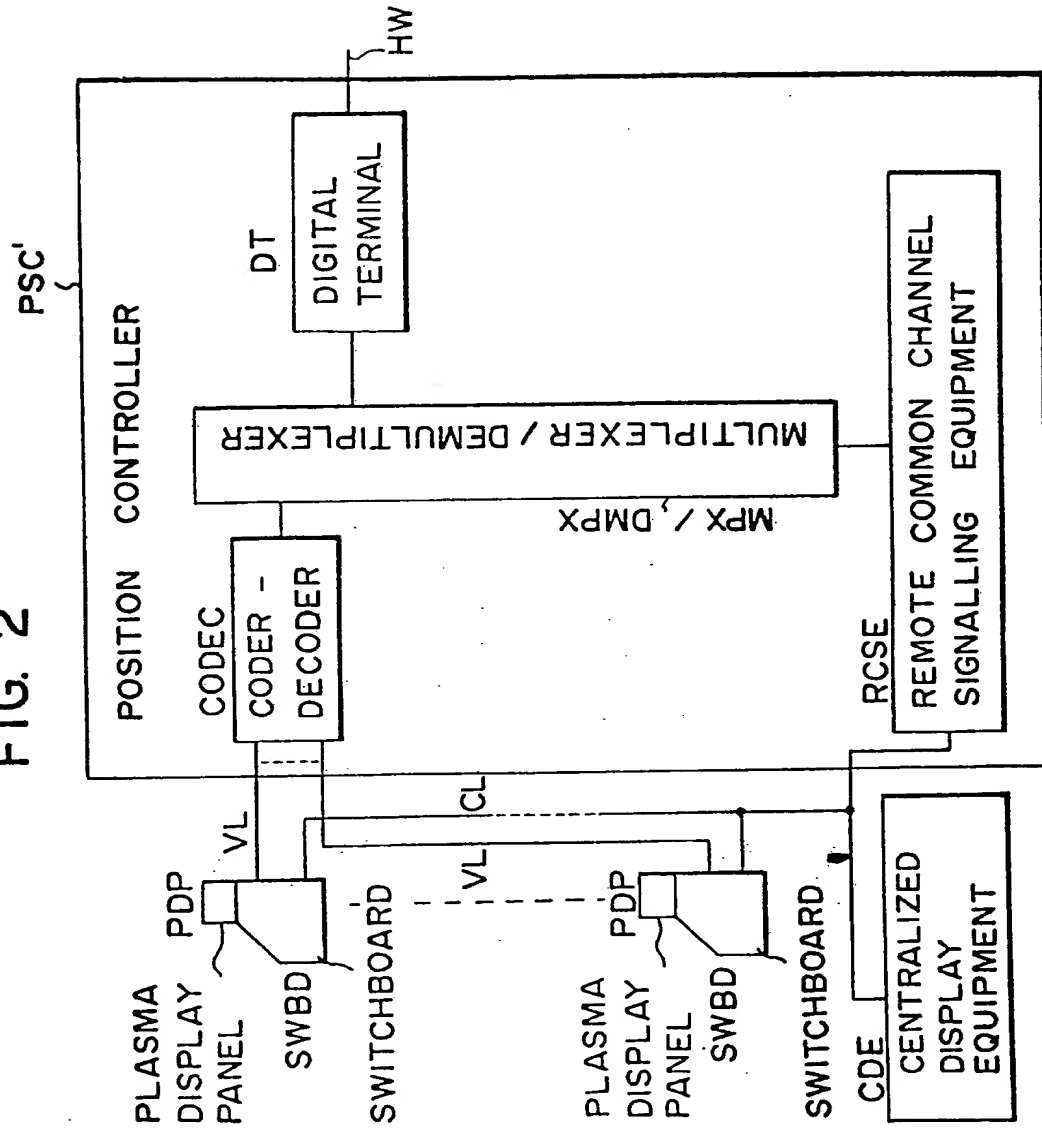 FIG. 2
PSC'
POSITION CONTROLLER
HW
DT
DIGITAL
TERMINAL
CODEC
CODER -
DECODER
MULTIPLEXER / DEMULTIPLEXER
MPX / DMPX
RCSE
REMOTE COMMON CHANNEL
SIGNALLING EQUIPMENT
VL
CL
VL
PLASMA
DISPLAY
PANEL
PDP
SWBD
SWITCHBOARD
PLASMA
DISPLAY
PANEL
PDP
SWBD
SWITCHBOARD
CDE
CENTRALIZED
DISPLAY
EQUIPMENT